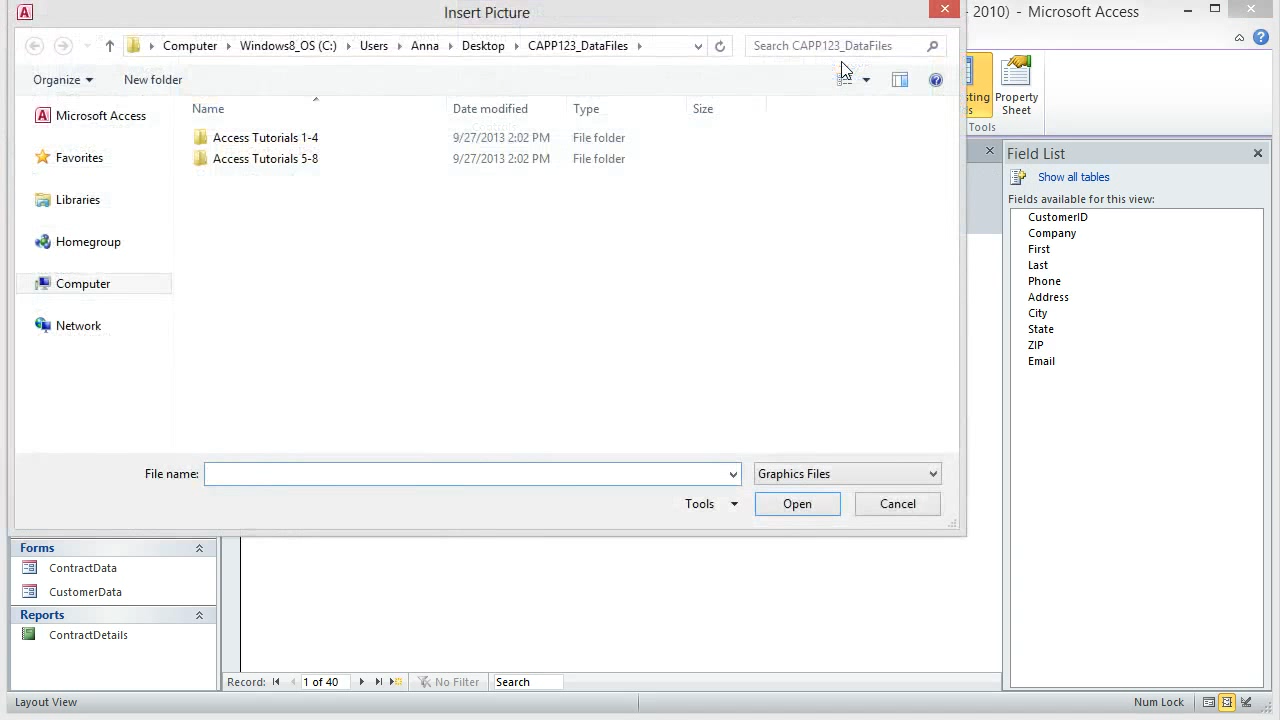 Insert Picture
- 2010) - Microsoft Access
Computer Windows8_OS (C:) Users Anna Desktop CAPP123_DataFiles
Search CAPP123_DataFiles
Organize
New folder
Property
Sheet
Tools
Microsoft Access
Favorites
Libraries
Homegroup
Computer
Network
Name Date modified Type Size
Access Tutorials 1-4 9/27/2013 2:02 PM File folder
Access Tutorials 5-8 9/27/2013 2:02 PM File folder
File name:
Graphics Files
Tools Open Cancel
Field List
Show all tables
Fields available for this view:
CustomerID
Company
First
Last
Phone
Address
City
State
ZIP
Email
Forms
ContractData
CustomerData
Reports
ContractDetails
Record: 1 of 40 No Filter Search
Layout View Num Lock